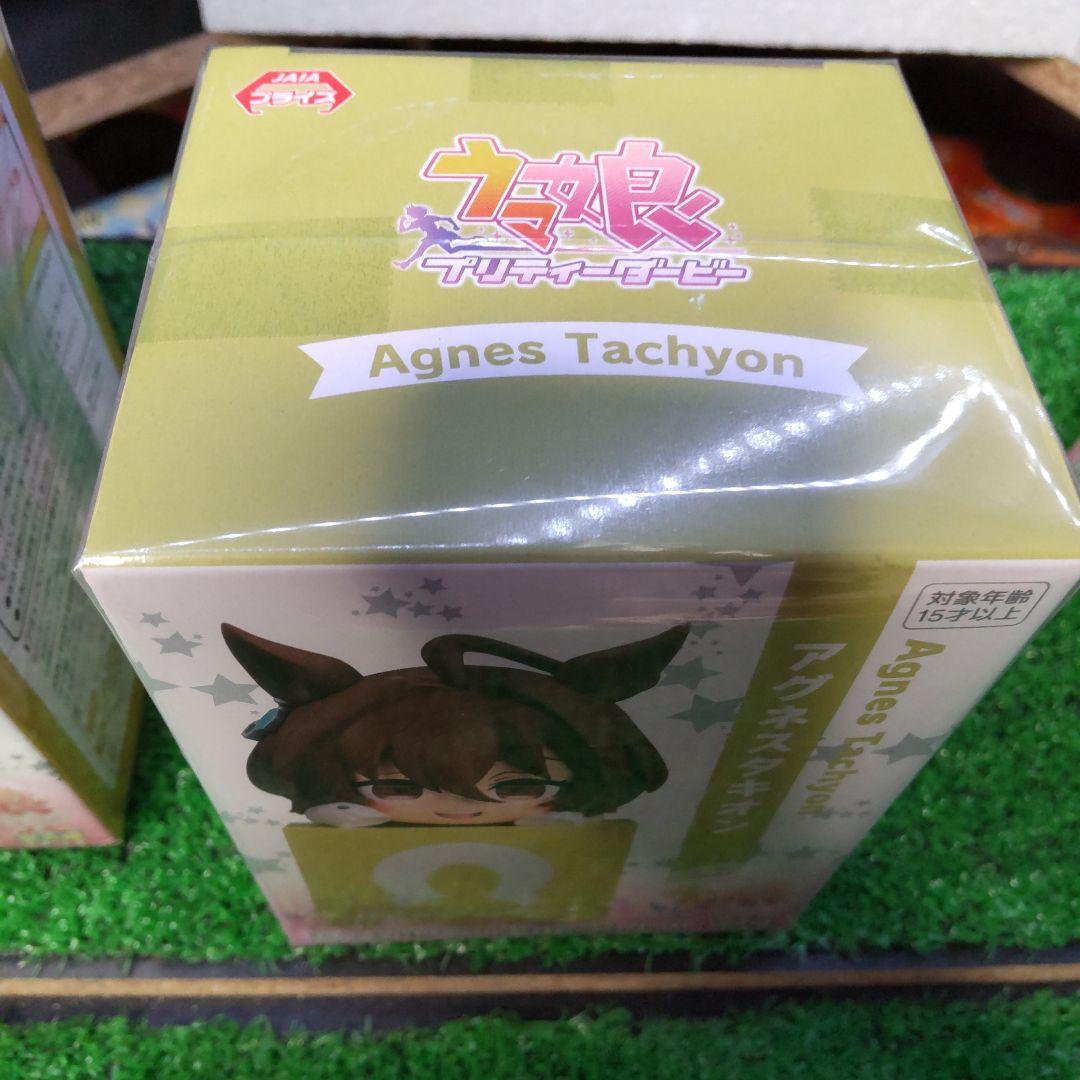 JAIA
プライズ
ウマ娘
プリティーダービー
Agnes Tachyon
対象年齢
15才以上
Agnes Tachyon
アグネスタキオン